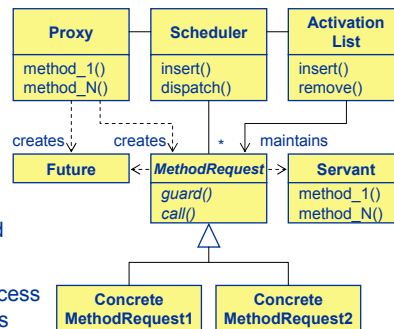 Proxy
Scheduler
Activation
List
method_1()
method_N()
insert()
dispatch()
insert()
remove()
creates
creates
*
maintains
Future
MethodRequest
guard()
call()
Servant
method_1()
method_N()
d
cess
s
Concrete
MethodRequest1
Concrete
MethodRequest2